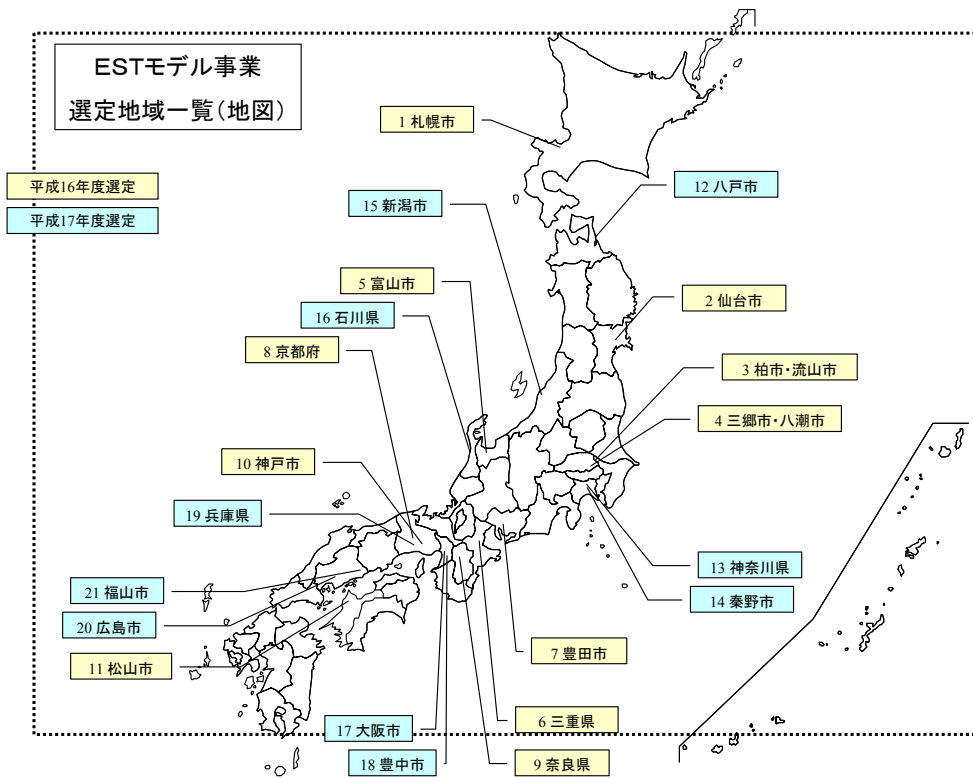 ESTモデル事業
選定地域一覧(地図)
1 札幌市
平成16年度選定
12 八戸市
15 新潟市
平成17年度選定
5 富山市
2 仙台市
16 石川県
8 京都府
3 柏市・流山市
4 三郷市・八潮市
10 神戸市
19 兵庫県
13 神奈川県
21 福山市
14 秦野市
20 広島市
7 豊田市
11 松山市
6 三重県
17 大阪市
18 豊中市
9 奈良県